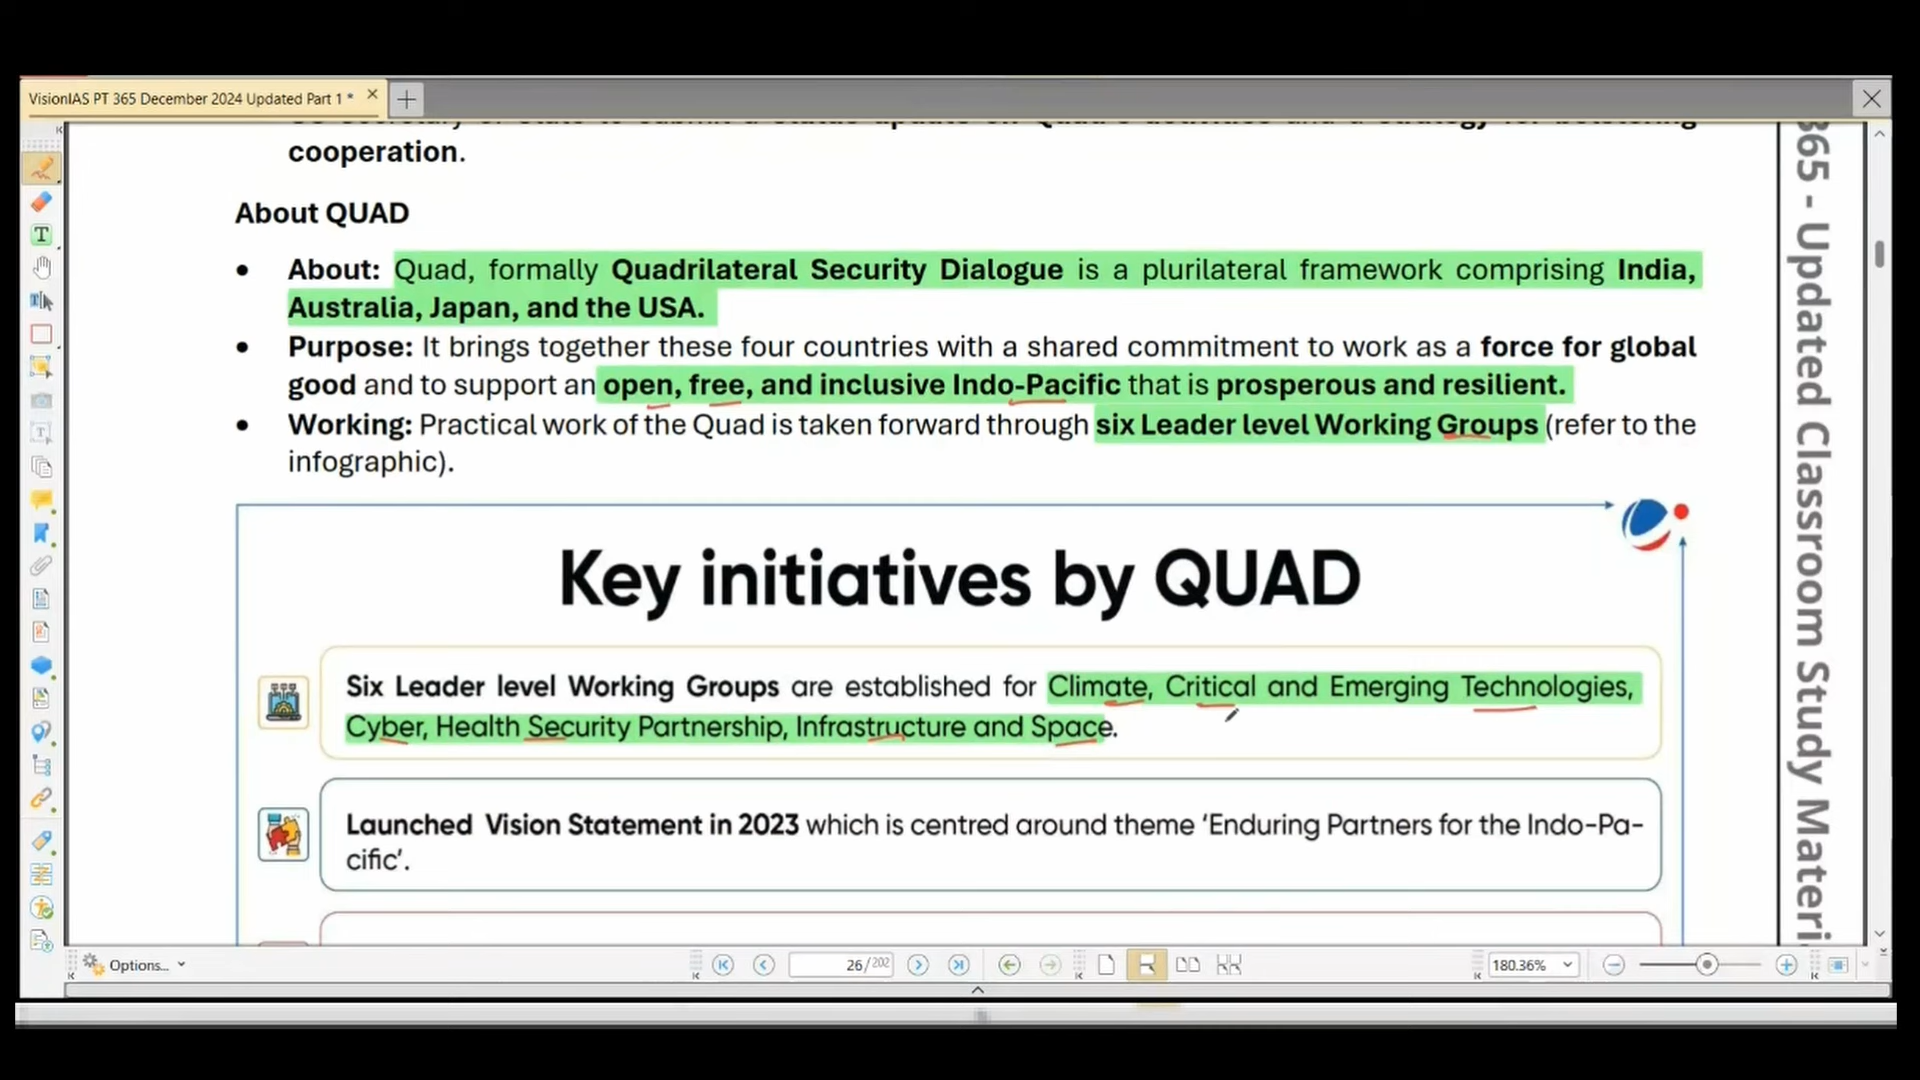 VisionIAS PT 365 December 2024 Updated Part 1 *
cooperation.
About QUAD
• About: Quad, formally Quadrilateral Security Dialogue is a plurilateral framework comprising India,
Australia, Japan, and the USA.
• Purpose: It brings together these four countries with a shared commitment to work as a force for global
good and to support an open, free, and inclusive Indo-Pacific that is prosperous and resilient.
• Working: Practical work of the Quad is taken forward through six Leader level Working Groups (refer to the
infographic).
Key initiatives by QUAD
Six Leader level Working Groups are established for Climate, Critical and Emerging Technologies,
Cyber, Health Security Partnership, Infrastructure and Space.
Launched Vision Statement in 2023 which is centred around theme ‘Enduring Partners for the Indo-Pa-
cific’.
365 - Updated Classroom Study Materi
Options...
26 / 202
180.36%